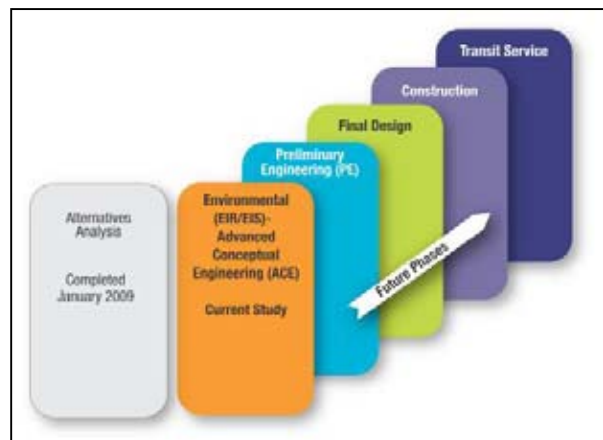 Alternatives
Analysis
Completed
January 2009
Environmental
(EIR/EIS)-
Advanced
Conceptual
Engineering (ACE)
Current Study
Preliminary
Engineering (PE)
Final Design
Construction
Transit Service
Future Phases